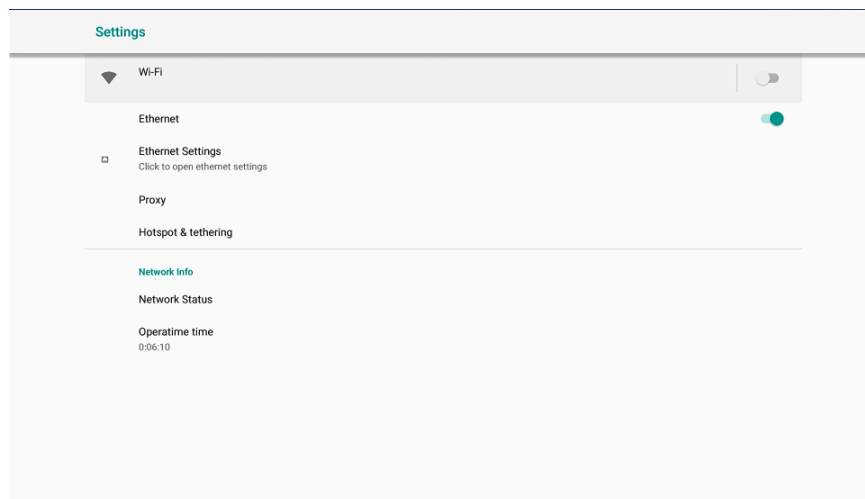 Settings
Wi-Fi
Ethernet
Ethernet Settings
Click to open ethernet settings
Proxy
Hotspot & tethering
Network Info
Network Status
Operatime time
0:06:10